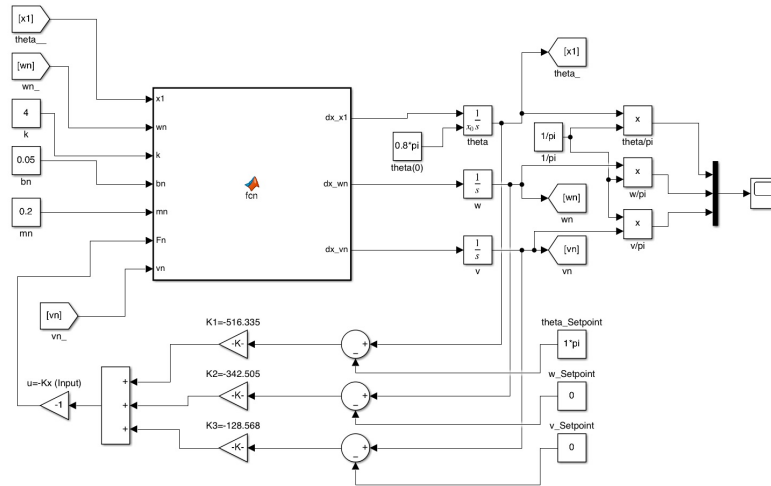 [x1]
theta__
[wn]
wn_
4
k
0.05
bn
0.2
mn
[vn]
vn_
x1
wn
k
bn
mn
Fn
vn
fcn
dx_x1
dx_wn
dx_vn
0.8*pi
theta(0)
1
x0 s
theta
1
s
w
1
s
v
[x1]
theta_
[wn]
wn
[vn]
vn
1/pi
1/pi
x
theta/pi
x
w/pi
x
v/pi
K1=-516.335
-K-
K2=-342.505
-K-
K3=-128.568
-K-
u=-Kx (Input)
-1
+
+
+
+
−
+
−
+
−
theta_Setpoint
1*pi
w_Setpoint
0
v_Setpoint
0